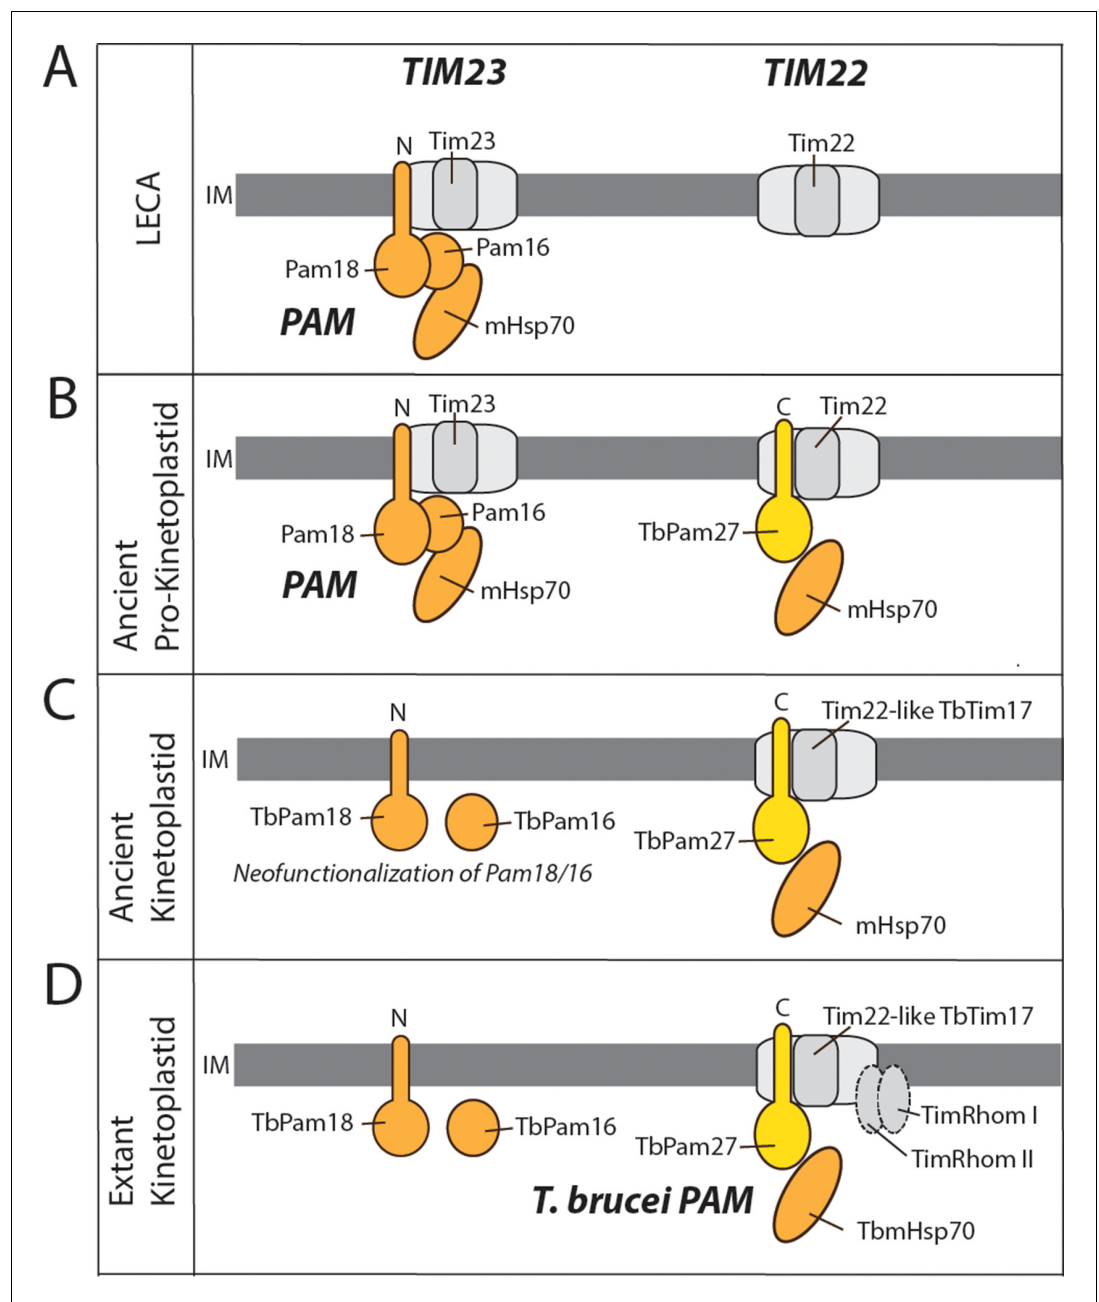 A
LECA
TIM23
TIM22
N
Tim23
Tim22
IM
Pam16
Pam18
PAM
mHsp70
B
Ancient
Pro-Kinetoplastid
N
Tim23
C
Tim22
IM
Pam16
Pam18
TbPam27
PAM
mHsp70
mHsp70
C
Ancient
Kinetoplastid
N
C
Tim22-like TbTim17
IM
TbPam18
TbPam16
TbPam27
Neofunctionalization of Pam18/16
mHsp70
D
Extant
Kinetoplastid
N
C
Tim22-like TbTim17
IM
TbPam18
TbPam16
TimRhom I
TbPam27
TimRhom II
T. brucei PAM
TbmHsp70